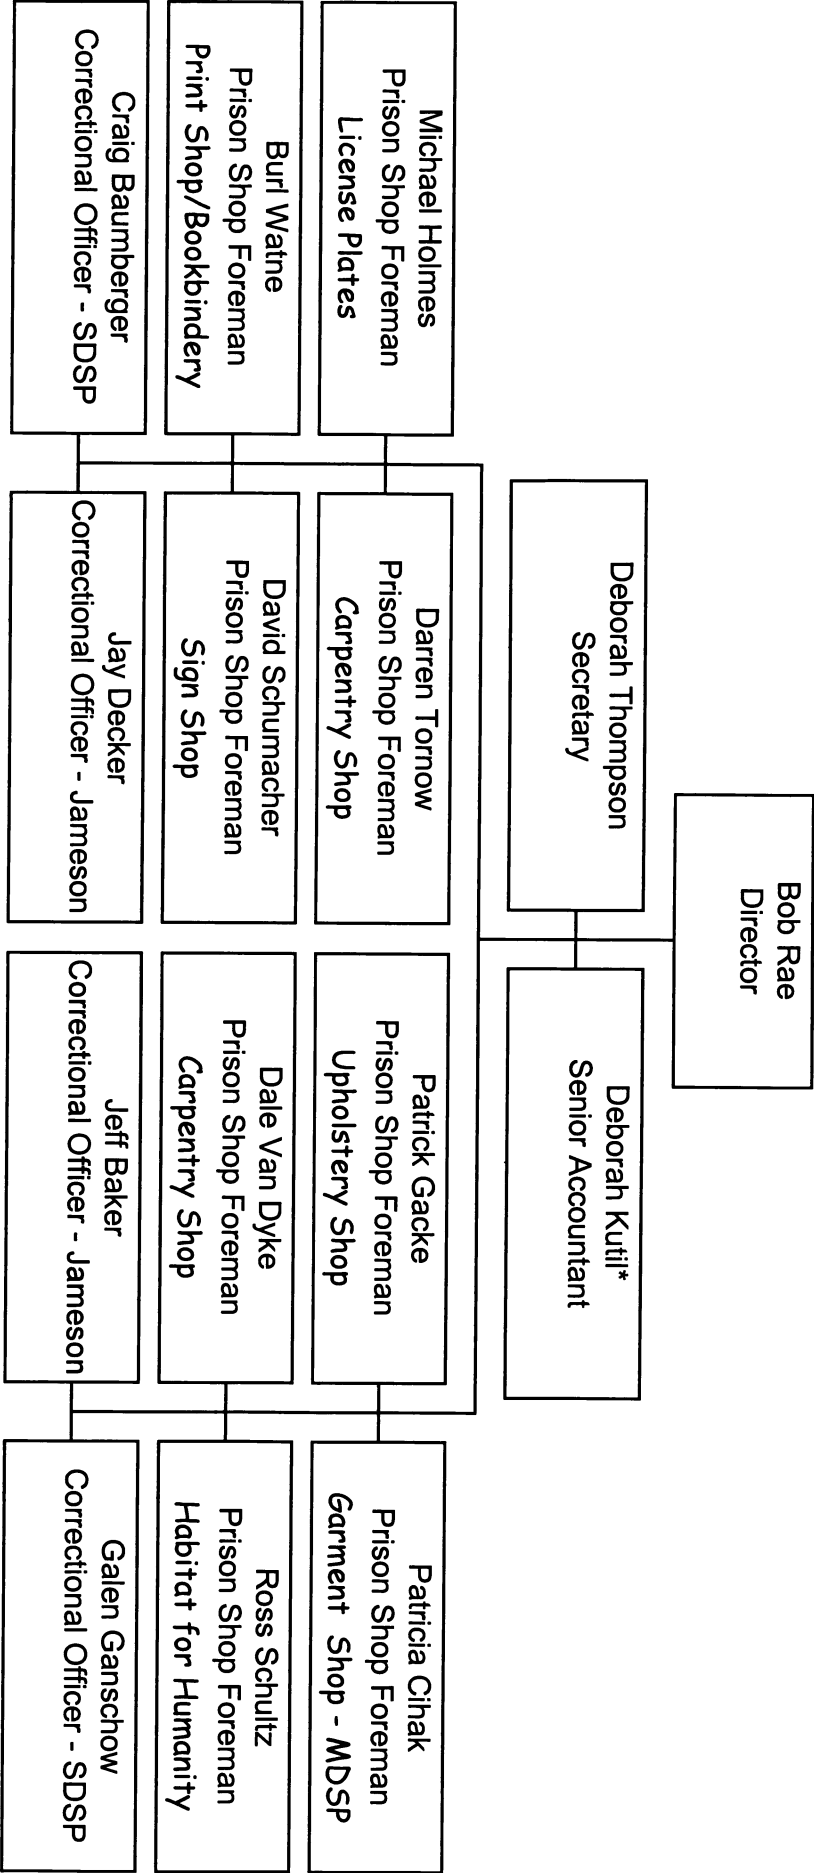 Bob Rae
Director
Deborah Thompson
Secretary
Deborah Kutil*
Senior Accountant
Michael Holmes
Prison Shop Foreman
License Plates
Darren Tornow
Prison Shop Foreman
Carpentry Shop
Patrick Gacke
Prison Shop Foreman
Upholstery Shop
Patricia Cihak
Prison Shop Foreman
Garment Shop - MDSP
Burl Watne
Prison Shop Foreman
Print Shop/Bookbindery
David Schumacher
Prison Shop Foreman
Sign Shop
Dale Van Dyke
Prison Shop Foreman
Carpentry Shop
Ross Schultz
Prison Shop Foreman
Habitat for Humanity
Craig Baumberger
Correctional Officer - SDSP
Jay Decker
Correctional Officer - Jameson
Jeff Baker
Correctional Officer - Jameson
Galen Ganschow
Correctional Officer - SDSP